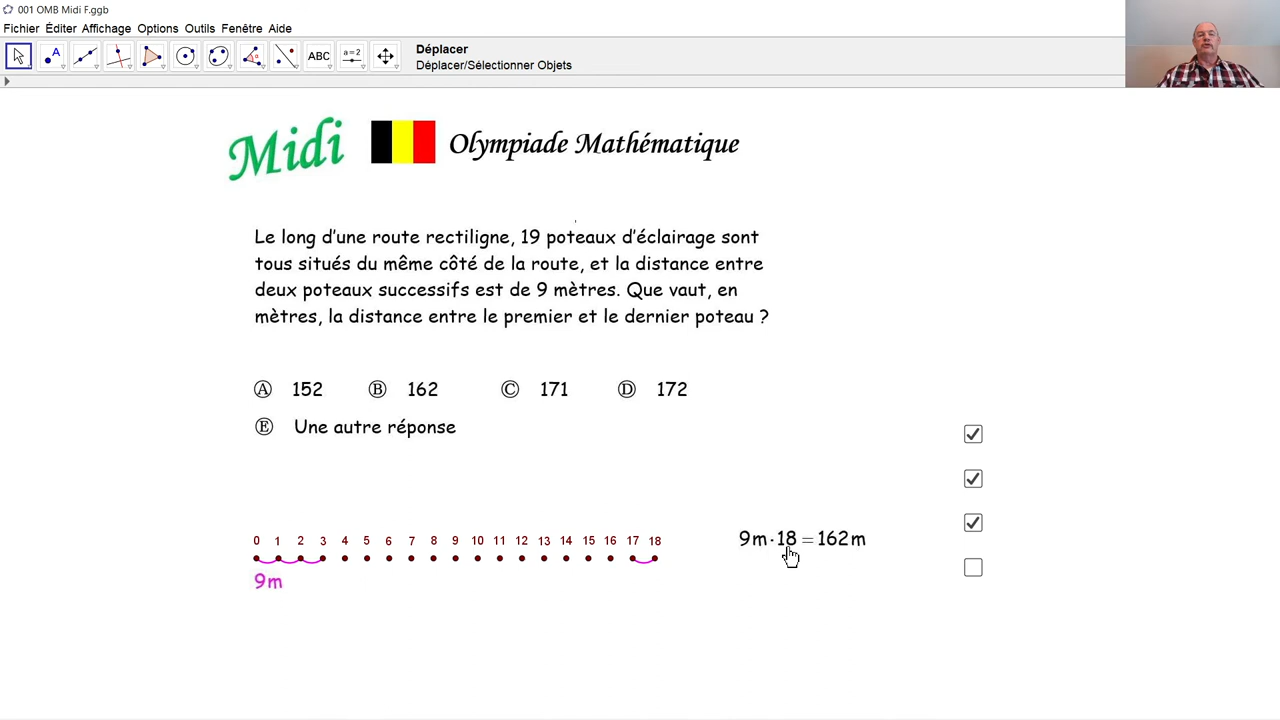 001 OMB Midi F.ggb
Fichier Éditer Affichage Options Outils Fenêtre Aide
A ABC a=2
Déplacer
Déplacer/Sélectionner Objets
Midi Olympiade Mathématique
Le long d'une route rectiligne, 19 poteaux d'éclairage sont
tous situés du même côté de la route, et la distance entre
deux poteaux successifs est de 9 mètres. Que vaut, en
mètres, la distance entre le premier et le dernier poteau ?
Ⓐ 152 Ⓑ 162 Ⓒ 171 Ⓓ 172
Ⓔ Une autre réponse
0 1 2 3 4 5 6 7 8 9 10 11 12 13 14 15 16 17 18
9m·18=162m
9m